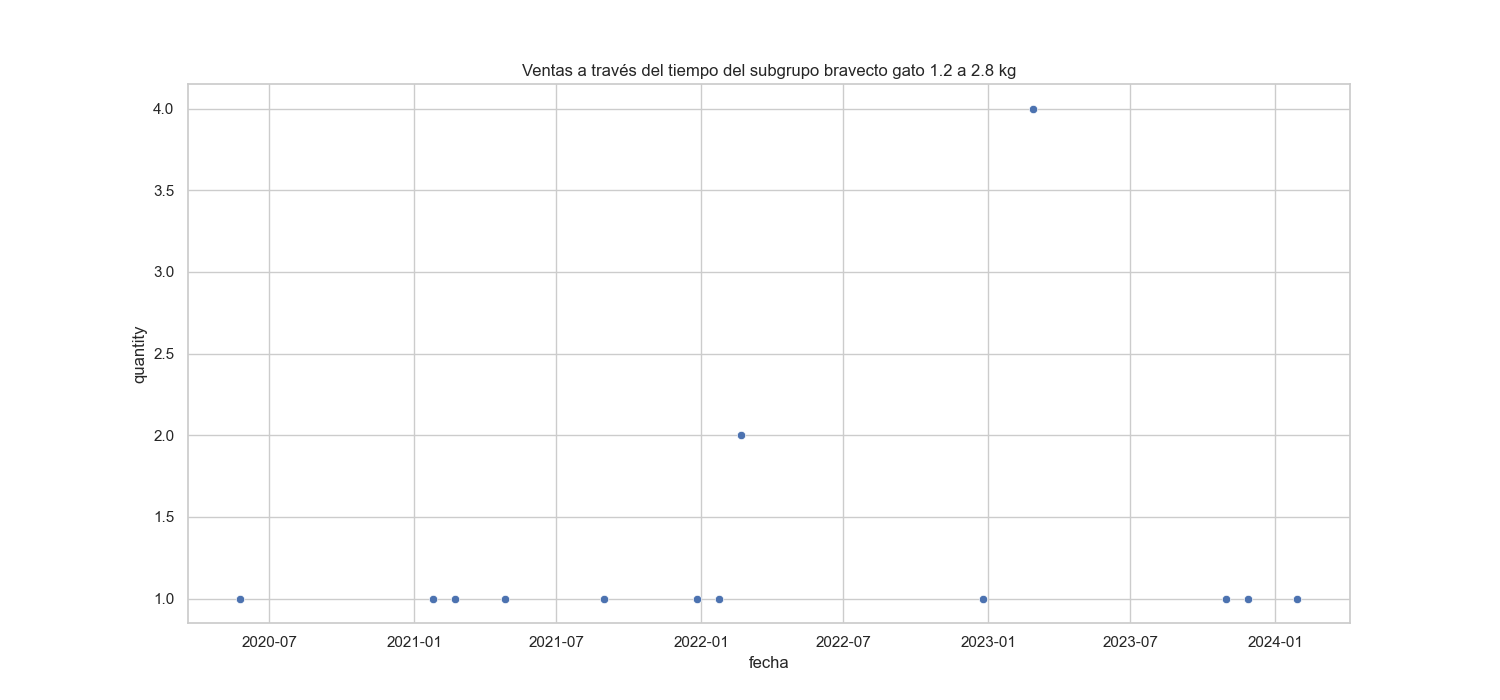 Ventas a través del tiempo del subgrupo bravecto gato 1.2 a 2.8 kg
4.0
3.5
3.0
2.5
2.0
1.5
1.0
quantity
2020-07 2021-01 2021-07 2022-01 2022-07 2023-01 2023-07 2024-01
fecha